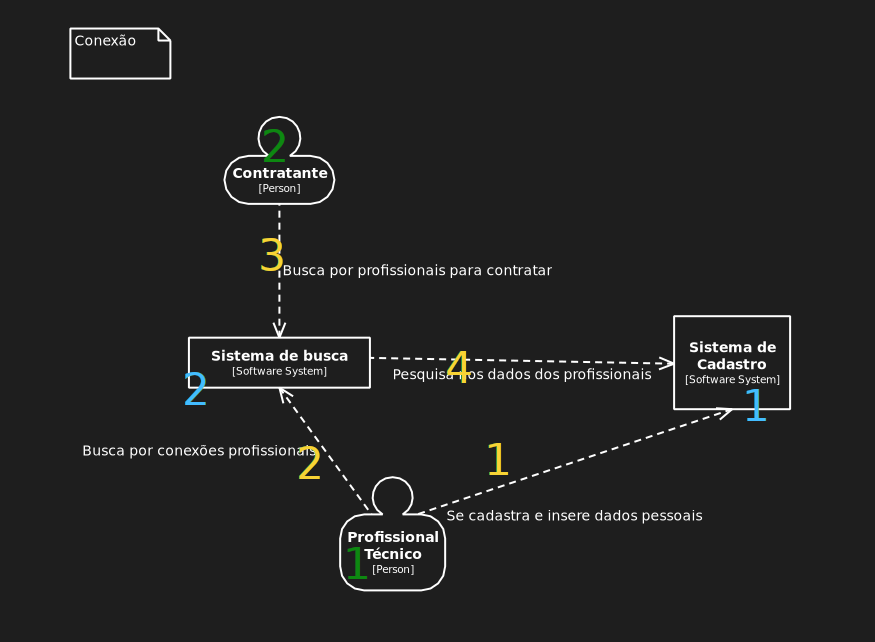 Conexão
2
Contratante
[Person]
3
Busca por profissionais para contratar
Sistema de busca
[Software System]
2
4
Pesquisa nos dados dos profissionais
Sistema de
Cadastro
[Software System]
1
Busca por conexões profissionais
2
1
Se cadastra e insere dados pessoais
Profissional
Técnico
[Person]
1